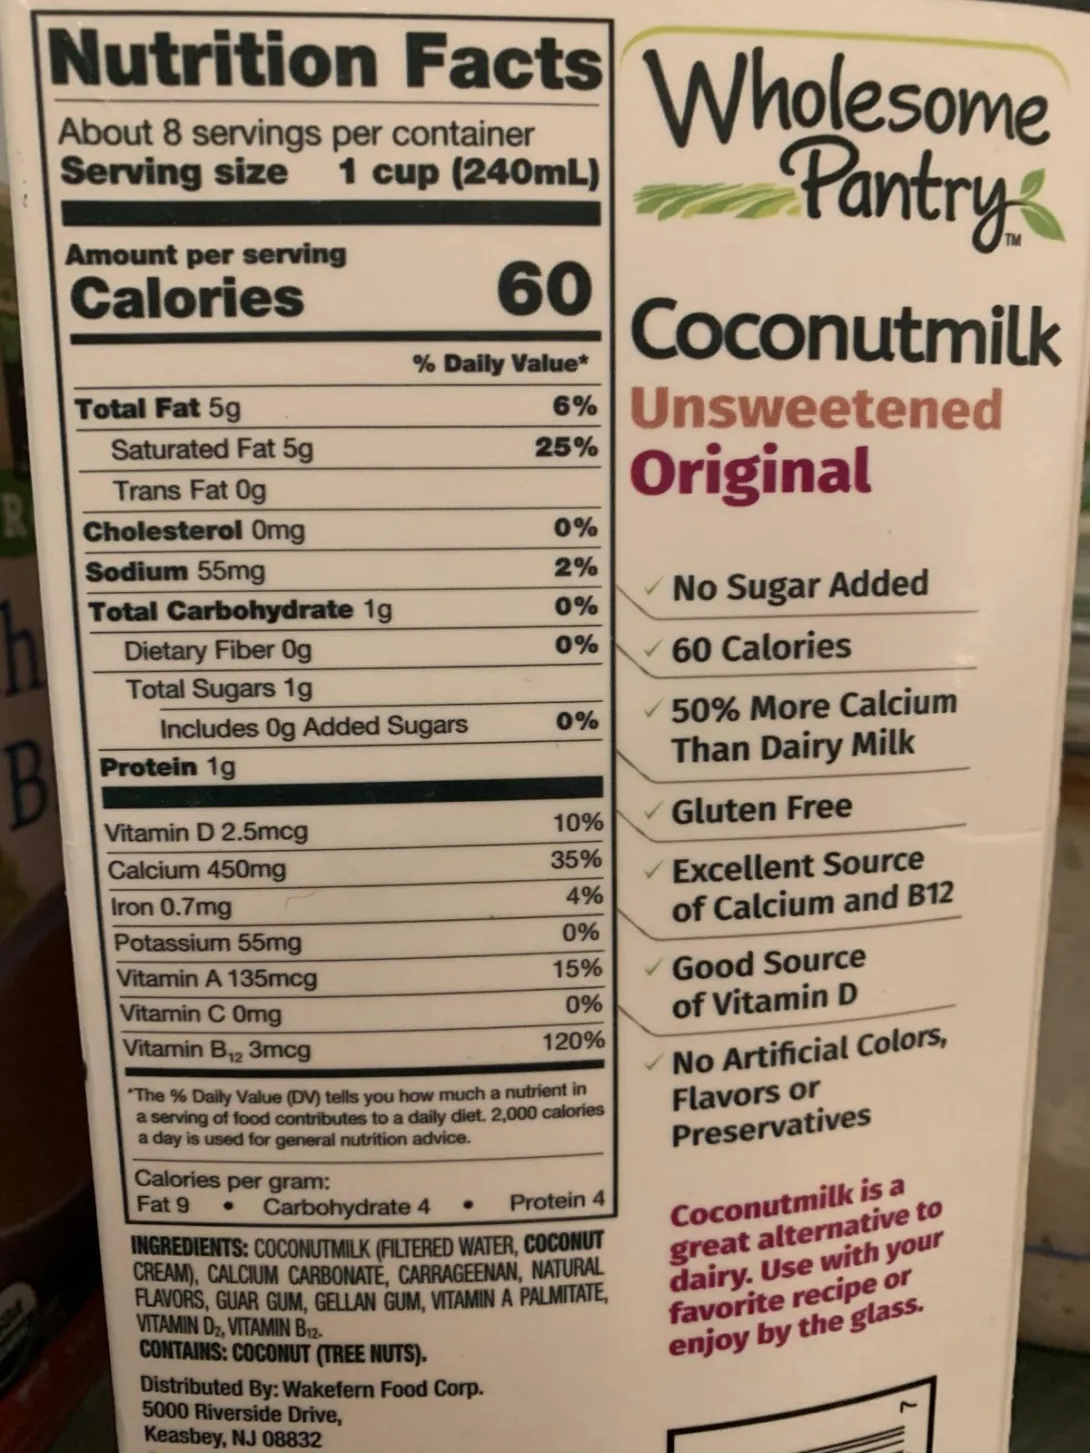 Nutrition Facts
About 8 servings per container
Serving size 1 cup (240mL)
Amount per serving
Calories 60
% Daily Value*
Total Fat 5g 6%
Saturated Fat 5g 25%
Trans Fat 0g
Cholesterol 0mg 0%
Sodium 55mg 2%
Total Carbohydrate 1g 0%
Dietary Fiber 0g 0%
Total Sugars 1g
Includes 0g Added Sugars 0%
Protein 1g
Vitamin D 2.5mcg 10%
Calcium 450mg 35%
Iron 0.7mg 4%
Potassium 55mg 0%
Vitamin A 135mcg 15%
Vitamin C 0mg 0%
Vitamin B12 3mcg 120%
*The % Daily Value (DV) tells you how much a nutrient in
a serving of food contributes to a daily diet. 2,000 calories
a day is used for general nutrition advice.
Calories per gram:
Fat 9 • Carbohydrate 4 • Protein 4
INGREDIENTS: COCONUTMILK (FILTERED WATER, COCONUT
CREAM), CALCIUM CARBONATE, CARRAGEENAN, NATURAL
FLAVORS, GUAR GUM, GELLAN GUM, VITAMIN A PALMITATE,
VITAMIN D2, VITAMIN B12.
CONTAINS: COCONUT (TREE NUTS).
Distributed By: Wakefern Food Corp.
5000 Riverside Drive,
Keasbey, NJ 08832
Wholesome
Pantry™
Coconutmilk
Unsweetened
Original
✓ No Sugar Added
✓ 60 Calories
✓ 50% More Calcium
Than Dairy Milk
✓ Gluten Free
✓ Excellent Source
of Calcium and B12
✓ Good Source
of Vitamin D
✓ No Artificial Colors,
Flavors or
Preservatives
Coconutmilk is a
great alternative to
dairy. Use with your
favorite recipe or
enjoy by the glass.
7